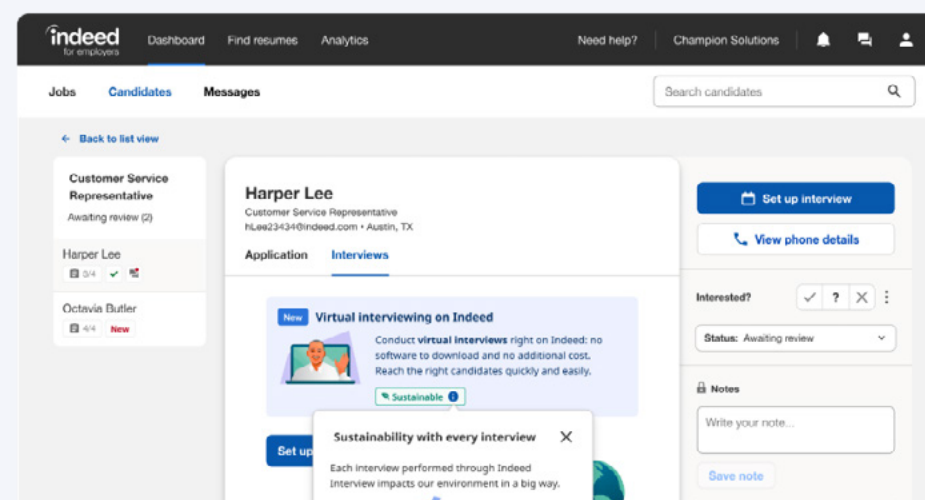 indeed
for employers
Dashboard
Find resumes
Analytics
Need help?
Champion Solutions
Jobs
Candidates
Messages
Search candidates
← Back to list view
Customer Service
Representative
Awaiting review (2)
Harper Lee
3/4
Octavia Butler
4/4 New
Harper Lee
Customer Service Representative
hLee23434@indeed.com • Austin, TX
Application
Interviews
New Virtual interviewing on Indeed
Conduct virtual interviews right on Indeed: no
software to download and no additional cost.
Reach the right candidates quickly and easily.
Sustainable
Set up
Sustainability with every interview
Each interview performed through Indeed
Interview impacts our environment in a big way.
Set up interview
View phone details
Interested?
?
Status: Awaiting review
Notes
Write your note...
Save note